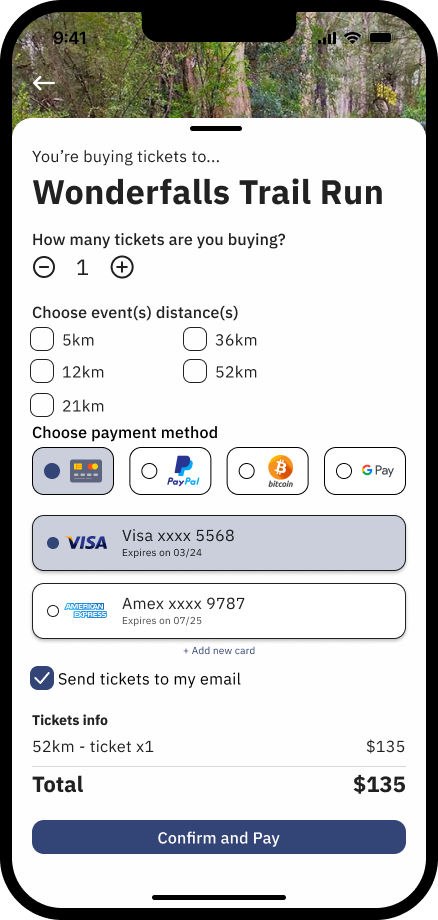 9:41
You're buying tickets to...
Wonderfalls Trail Run
How many tickets are you buying?
1
Choose event(s) distance(s)
5km 36km
12km 52km
21km
Choose payment method
PayPal bitcoin G Pay
VISA Visa xxxx 5568
Expires on 03/24
AMERICAN EXPRESS Amex xxxx 9787
Expires on 07/25
+ Add new card
Send tickets to my email
Tickets info
52km - ticket x1 $135
Total $135
Confirm and Pay